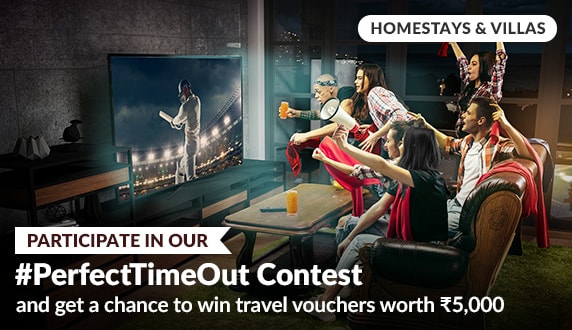 HOMESTAYS & VILLAS
PARTICIPATE IN OUR
#PerfectTimeOut Contest
and get a chance to win travel vouchers worth ₹5,000